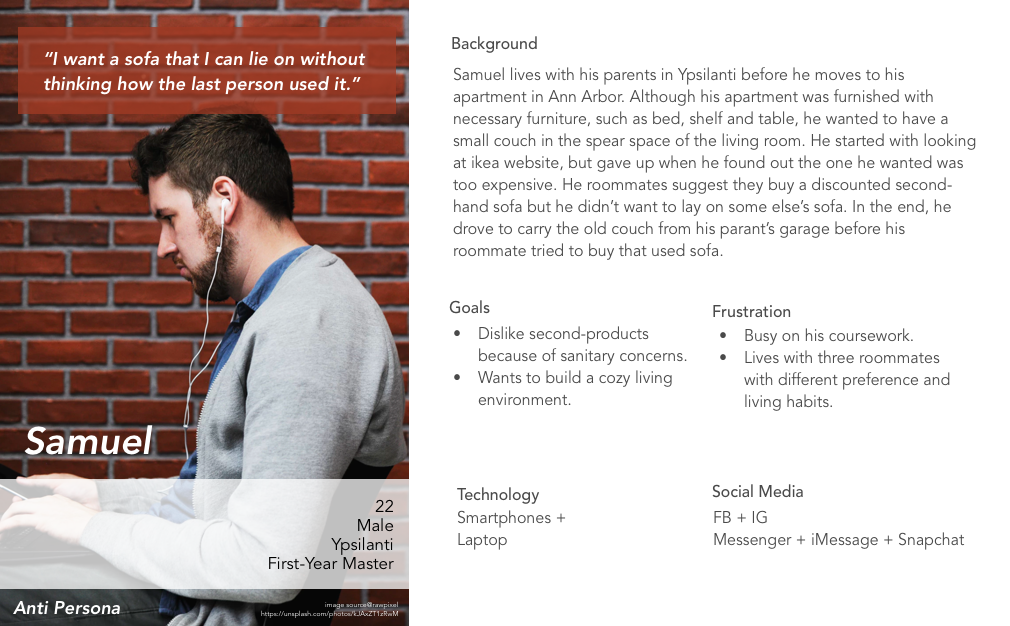 “I want a sofa that I can lie on without
thinking how the last person used it.”
Samuel
22
Male
Ypsilanti
First-Year Master
Anti Persona
image source@rawpixel
https://unsplash.com/photos/kJAxZT1zRwM
Background
Samuel lives with his parents in Ypsilanti before he moves to his
apartment in Ann Arbor. Although his apartment was furnished with
necessary furniture, such as bed, shelf and table, he wanted to have a
small couch in the spear space of the living room. He started with looking
at ikea website, but gave up when he found out the one he wanted was
too expensive. He roommates suggest they buy a discounted second-
hand sofa but he didn’t want to lay on some else’s sofa. In the end, he
drove to carry the old couch from his parant’s garage before his
roommate tried to buy that used sofa.
Goals
• Dislike second-products
because of sanitary concerns.
• Wants to build a cozy living
environment.
Frustration
• Busy on his coursework.
• Lives with three roommates
with different preference and
living habits.
Technology
Smartphones +
Laptop
Social Media
FB + IG
Messenger + iMessage + Snapchat